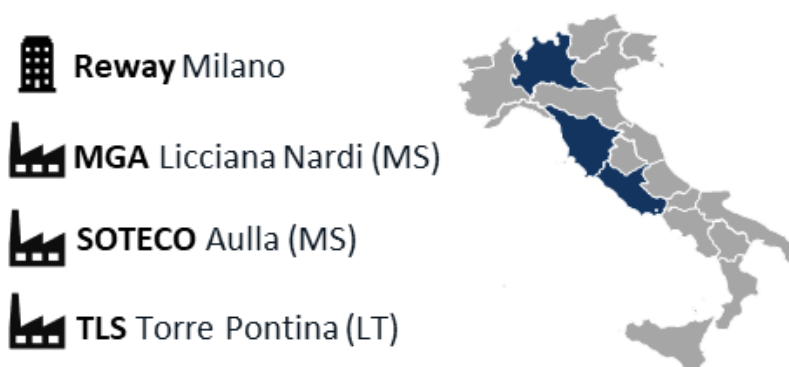 Reway Milano
MGA Licciana Nardi (MS)
SOTECO Aulla (MS)
TLS Torre Pontina (LT)